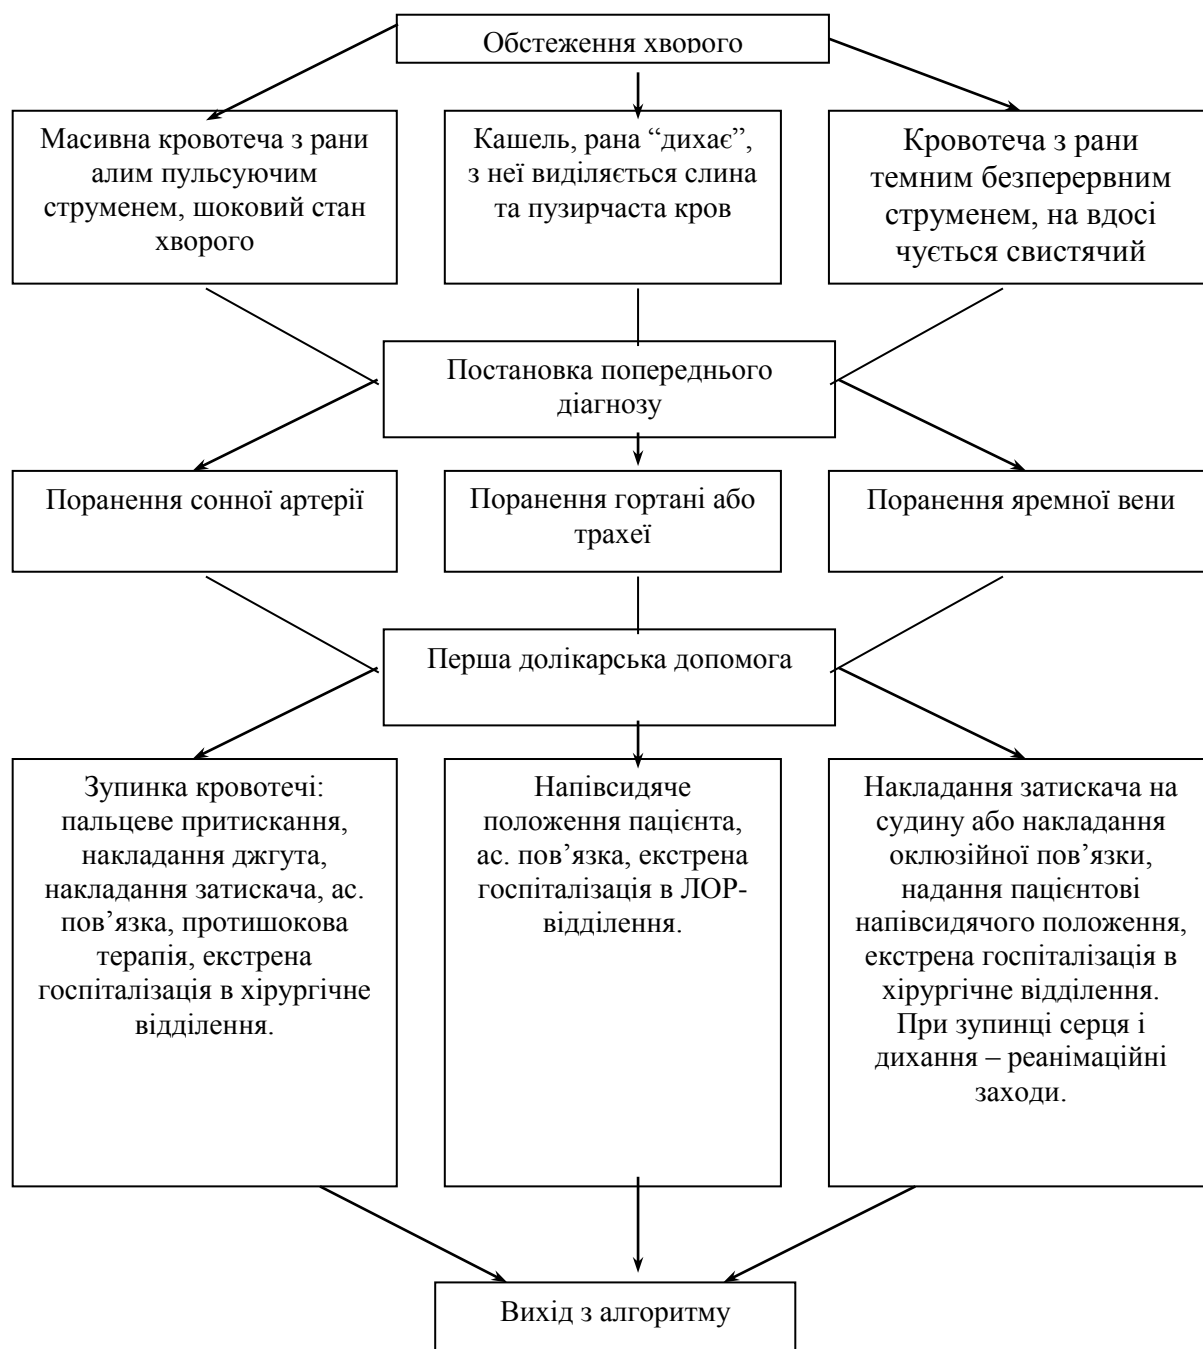 Обстеження хворого
Масивна кровотеча з рани
алим пульсуючим
струменем, шоковий стан
хворого
Кашель, рана “дихає”,
з неї виділяється слина
та пузирчаста кров
Кровотеча з рани
темним безперервним
струменем, на вдосі
чується свистячий
Постановка попереднього
діагнозу
Поранення сонної артерії
Поранення гортані або
трахеї
Поранення яремної вени
Перша долікарська допомога
Зупинка кровотечі:
пальцеве притискання,
накладання джгута,
накладання затискача, ас.
пов’язка, протишокова
терапія, екстрена
госпіталізація в хірургічне
відділення.
Напівсидяче
положення пацієнта,
ас. пов’язка, екстрена
госпіталізація в ЛОР-
відділення.
Накладання затискача на
судину або накладання
оклюзійної пов’язки,
надання пацієнтові
напівсидячого положення,
екстрена госпіталізація в
хірургічне відділення.
При зупинці серця і
дихання – реанімаційні
заходи.
Вихід з алгоритму